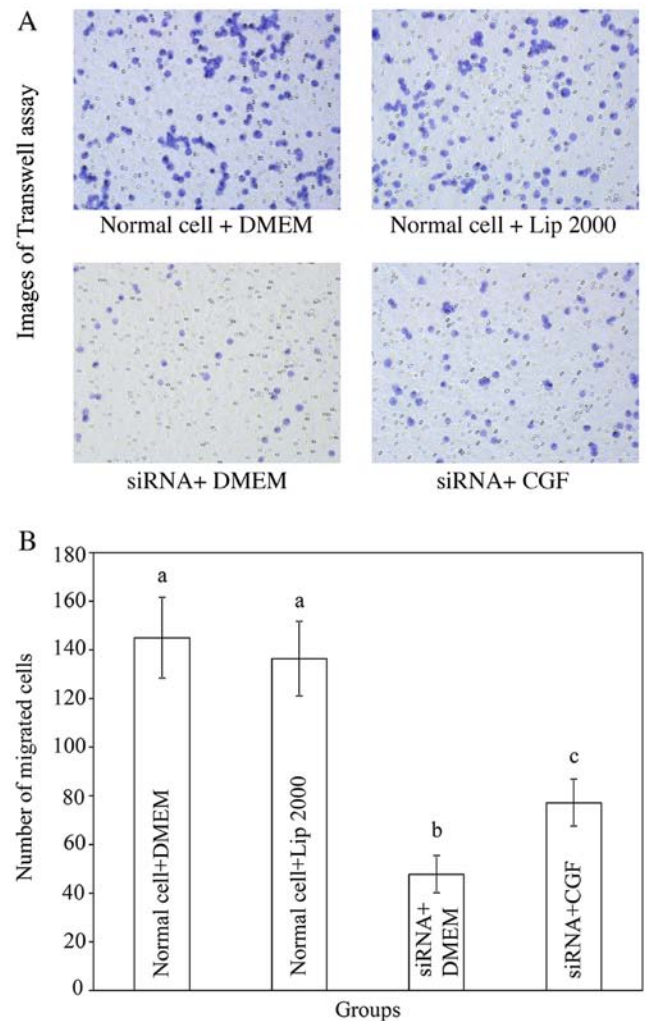 A
Images of Transwell assay
Normal cell + DMEM
Normal cell + Lip 2000
siRNA+ DMEM
siRNA+ CGF
B
Number of migrated cells
180
160
140
120
100
80
60
40
20
0
a
a
b
c
Normal cell+DMEM
Normal cell+Lip 2000
siRNA+
DMEM
siRNA+CGF
Groups